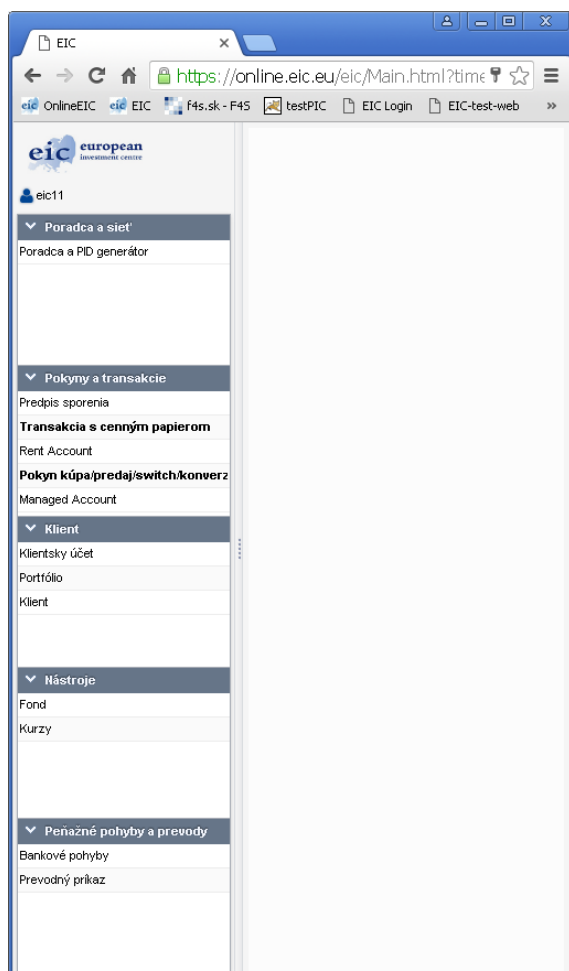 EIC
https://online.eic.eu/eic/Main.html?time
OnlineEIC EIC f4s.sk - F4S testPIC EIC Login EIC-test-web »
eic european
investment centre
eic11
Poradca a sieť
Poradca a PID generátor
Pokyny a transakcie
Predpis sporenia
Transakcia s cenným papierom
Rent Account
Pokyn kúpa/predaj/switch/konverz
Managed Account
Klient
Klientsky účet
Portfólio
Klient
Nástroje
Fond
Kurzy
Peňažné pohyby a prevody
Bankové pohyby
Prevodný príkaz